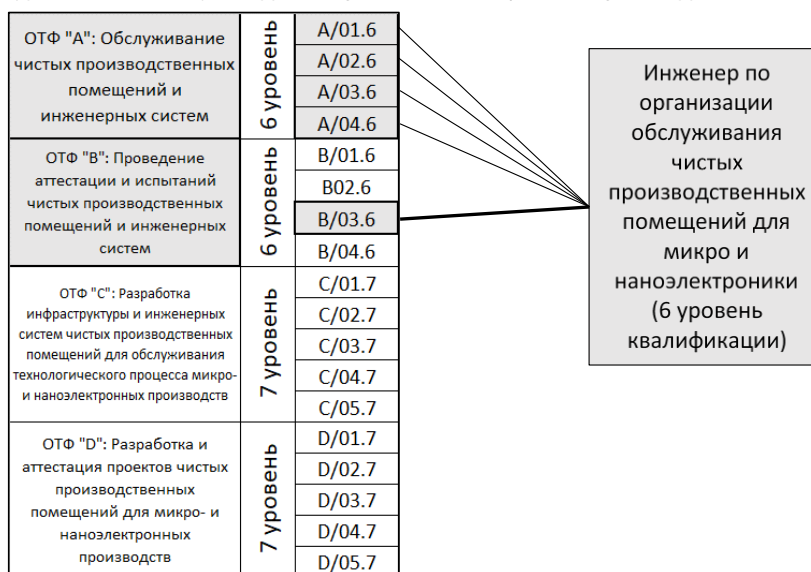 ОТФ "А": Обслуживание
чистых производственных
помещений и
инженерных систем
6 уровень
A/01.6
A/02.6
A/03.6
A/04.6
ОТФ "В": Проведение
аттестации и испытаний
чистых производственных
помещений и инженерных
систем
6 уровень
B/01.6
B02.6
B/03.6
B/04.6
ОТФ "С": Разработка
инфраструктуры и инженерных
систем чистых производственных
помещений для обслуживания
технологического процесса микро-
и наноэлектронных производств
7 уровень
C/01.7
C/02.7
C/03.7
C/04.7
C/05.7
ОТФ "D": Разработка и
аттестация проектов чистых
производственных
помещений для микро- и
наноэлектронных
производств
7 уровень
D/01.7
D/02.7
D/03.7
D/04.7
D/05.7
Инженер по
организации
обслуживания
чистых
производственных
помещений для
микро и
наноэлектроники
(6 уровень
квалификации)